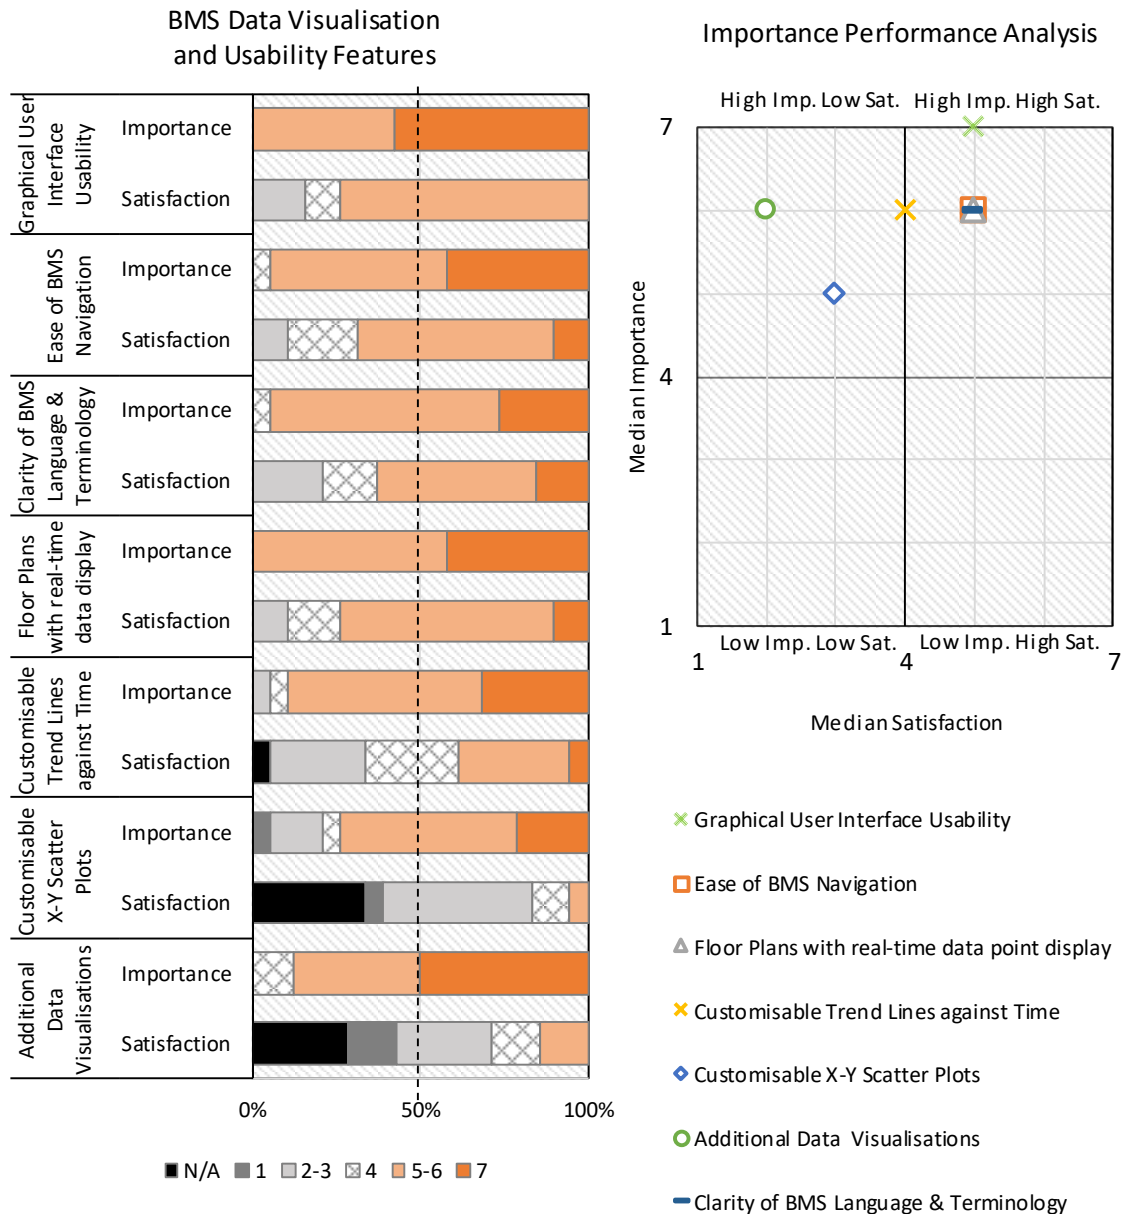 BMS Data Visualisation
and Usability Features
Graphical User
Interface
Usability
Importance
Satisfaction
Ease of BMS
Navigation
Importance
Satisfaction
Clarity of BMS
Language &
Terminology
Importance
Satisfaction
Floor Plans
with real-time
data display
Importance
Satisfaction
Customisable
Trend Lines
against Time
Importance
Satisfaction
Customisable
X-Y Scatter
Plots
Importance
Satisfaction
Additional
Data
Visualisations
Importance
Satisfaction
0%
50%
100%
N/A
1
2-3
4
5-6
7
Importance Performance Analysis
High Imp. Low Sat.
High Imp. High Sat.
7
4
1
Median Importance
Low Imp. Low Sat.
Low Imp. High Sat.
1
4
7
Median Satisfaction
Graphical User Interface Usability
Ease of BMS Navigation
Floor Plans with real-time data point display
Customisable Trend Lines against Time
Customisable X-Y Scatter Plots
Additional Data Visualisations
Clarity of BMS Language & Terminology